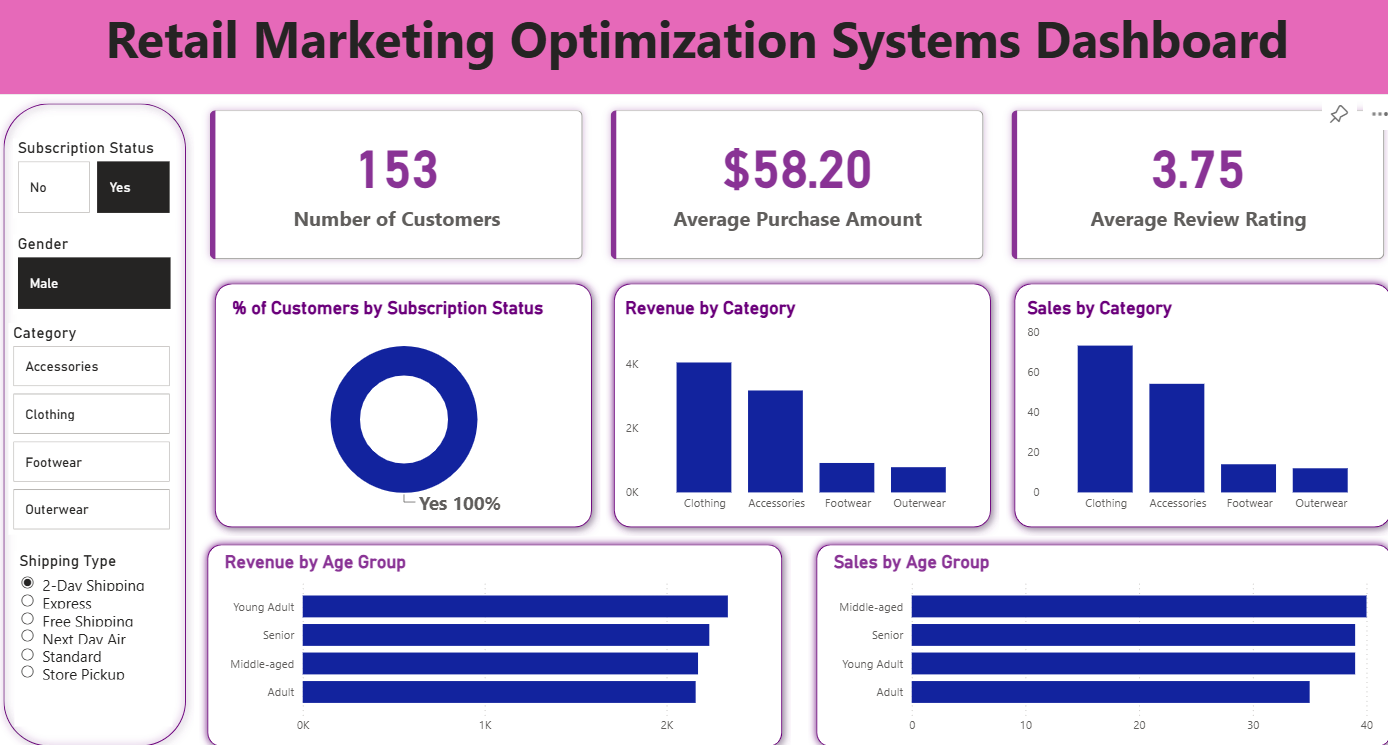 Retail Marketing Optimization Systems Dashboard
Subscription Status
No
Yes
Gender
Male
Category
Accessories
Clothing
Footwear
Outerwear
Shipping Type
2-Day Shipping
Express
Free Shipping
Next Day Air
Standard
Store Pickup
153
Number of Customers
$58.20
Average Purchase Amount
3.75
Average Review Rating
% of Customers by Subscription Status
Yes 100%
Revenue by Category
4K
2K
0K
Clothing Accessories Footwear Outerwear
Sales by Category
80
60
40
20
0
Clothing Accessories Footwear Outerwear
Revenue by Age Group
Young Adult
Senior
Middle-aged
Adult
0K 1K 2K
Sales by Age Group
Middle-aged
Senior
Young Adult
Adult
0 10 20 30 40